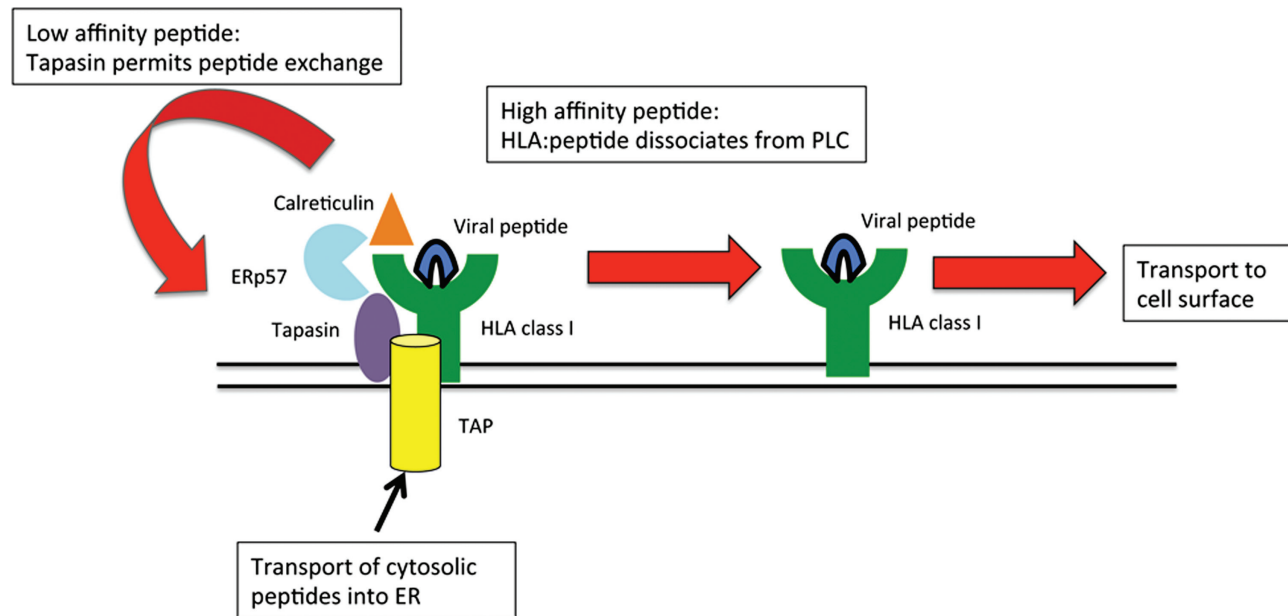 Low affinity peptide:
Tapasin permits peptide exchange
High affinity peptide:
HLA:peptide dissociates from PLC
Calreticulin
Viral peptide
ERp57
Tapasin
HLA class I
TAP
Transport of cytosolic
peptides into ER
Viral peptide
HLA class I
Transport to
cell surface